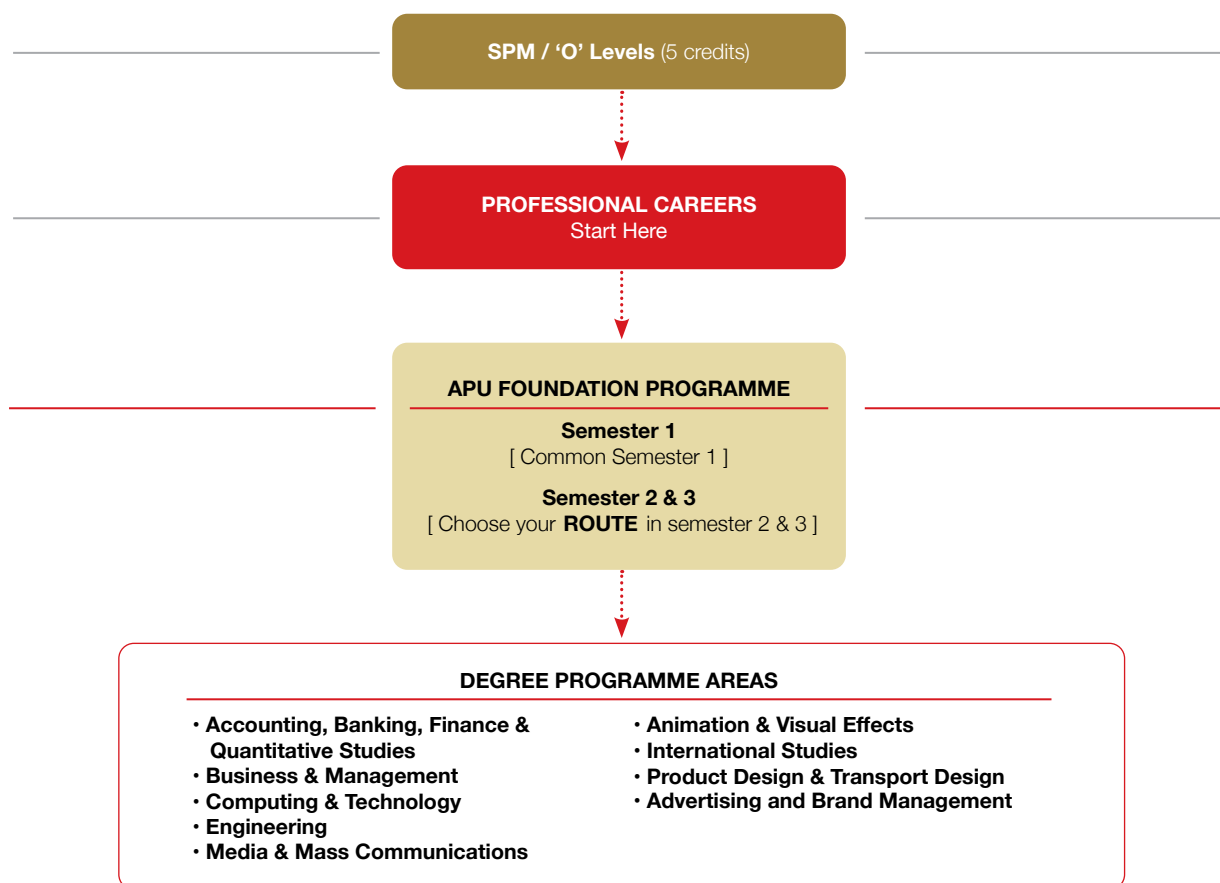 SPM / ‘O’ Levels (5 credits)
PROFESSIONAL CAREERS
Start Here
APU FOUNDATION PROGRAMME
Semester 1
[ Common Semester 1 ]
Semester 2 & 3
[ Choose your ROUTE in semester 2 & 3 ]
DEGREE PROGRAMME AREAS
· Accounting, Banking, Finance &
Quantitative Studies
· Business & Management
· Computing & Technology
· Engineering
· Media & Mass Communications
· Animation & Visual Effects
· International Studies
· Product Design & Transport Design
· Advertising and Brand Management